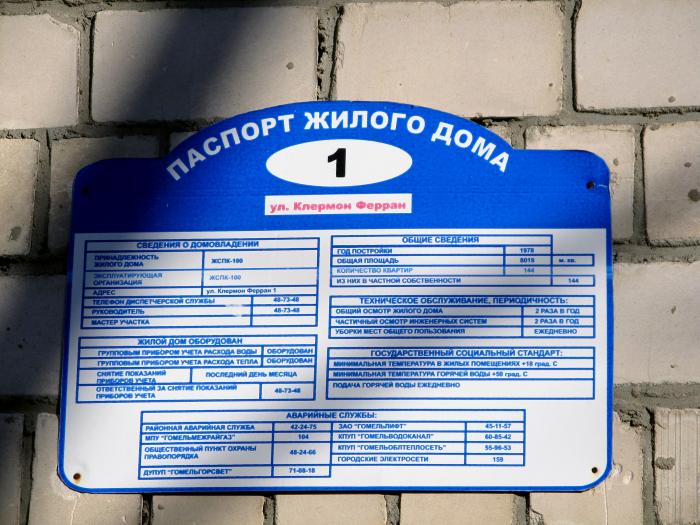 ПАСПОРТ ЖИЛОГО ДОМА
1
ул. Клермон Ферран
СВЕДЕНИЯ О ДОМОВЛАДЕНИИ
ПРИНАДЛЕЖНОСТЬ ЖСПК-100
ЖИЛОГО ДОМА
ЭКСПЛУАТИРУЮЩАЯ ЖСПК-100
ОРГАНИЗАЦИЯ
АДРЕС ул. Клермон Ферран 1
ТЕЛЕФОН ДИСПЕТЧЕРСКОЙ СЛУЖБЫ 48-73-48
РУКОВОДИТЕЛЬ 48-73-48
МАСТЕР УЧАСТКА
ЖИЛОЙ ДОМ ОБОРУДОВАН
ГРУППОВЫМ ПРИБОРОМ УЧЕТА РАСХОДА ВОДЫ ОБОРУДОВАН
ГРУППОВЫМ ПРИБОРОМ УЧЕТА РАСХОДА ТЕПЛА ОБОРУДОВАН
СНЯТИЕ ПОКАЗАНИЙ ПОСЛЕДНИЙ ДЕНЬ МЕСЯЦА
ПРИБОРОВ УЧЕТА
ОТВЕТСТВЕННЫЙ ЗА СНЯТИЕ ПОКАЗАНИЙ 48-73-48
ПРИБОРОВ УЧЕТА
ОБЩИЕ СВЕДЕНИЯ
ГОД ПОСТРОЙКИ 1978
ОБЩАЯ ПЛОЩАДЬ 8015 м. кв.
КОЛИЧЕСТВО КВАРТИР 144
ИЗ НИХ В ЧАСТНОЙ СОБСТВЕННОСТИ 144
ТЕХНИЧЕСКОЕ ОБСЛУЖИВАНИЕ, ПЕРИОДИЧНОСТЬ:
ОБЩИЙ ОСМОТР ЖИЛОГО ДОМА 2 РАЗА В ГОД
ЧАСТИЧНЫЙ ОСМОТР ИНЖЕНЕРНЫХ СИСТЕМ 2 РАЗА В ГОД
УБОРКИ МЕСТ ОБЩЕГО ПОЛЬЗОВАНИЯ ЕЖЕДНЕВНО
ГОСУДАРСТВЕННЫЙ СОЦИАЛЬНЫЙ СТАНДАРТ:
МИНИМАЛЬНАЯ ТЕМПЕРАТУРА В ЖИЛЫХ ПОМЕЩЕНИЯХ +18 град. С
МИНИМАЛЬНАЯ ТЕМПЕРАТУРА ГОРЯЧЕЙ ВОДЫ +50 град. С
ПОДАЧА ГОРЯЧЕЙ ВОДЫ ЕЖЕДНЕВНО
АВАРИЙНЫЕ СЛУЖБЫ:
РАЙОННАЯ АВАРИЙНАЯ СЛУЖБА 42-24-75
МПУ "ГОМЕЛЬМЕЖРАЙГАЗ" 104
ОБЩЕСТВЕННЫЙ ПУНКТ ОХРАНЫ 48-24-66
ПРАВОПОРЯДКА
ДУПУП "ГОМЕЛЬГОРСВЕТ" 71-08-18
ЗАО "ГОМЕЛЬЛИФТ" 45-11-57
КПУП "ГОМЕЛЬВОДОКАНАЛ" 60-85-42
КПУП "ГОМЕЛЬОБЛТЕПЛОСЕТЬ" 55-96-53
ГОРОДСКИЕ ЭЛЕКТРОСЕТИ 159